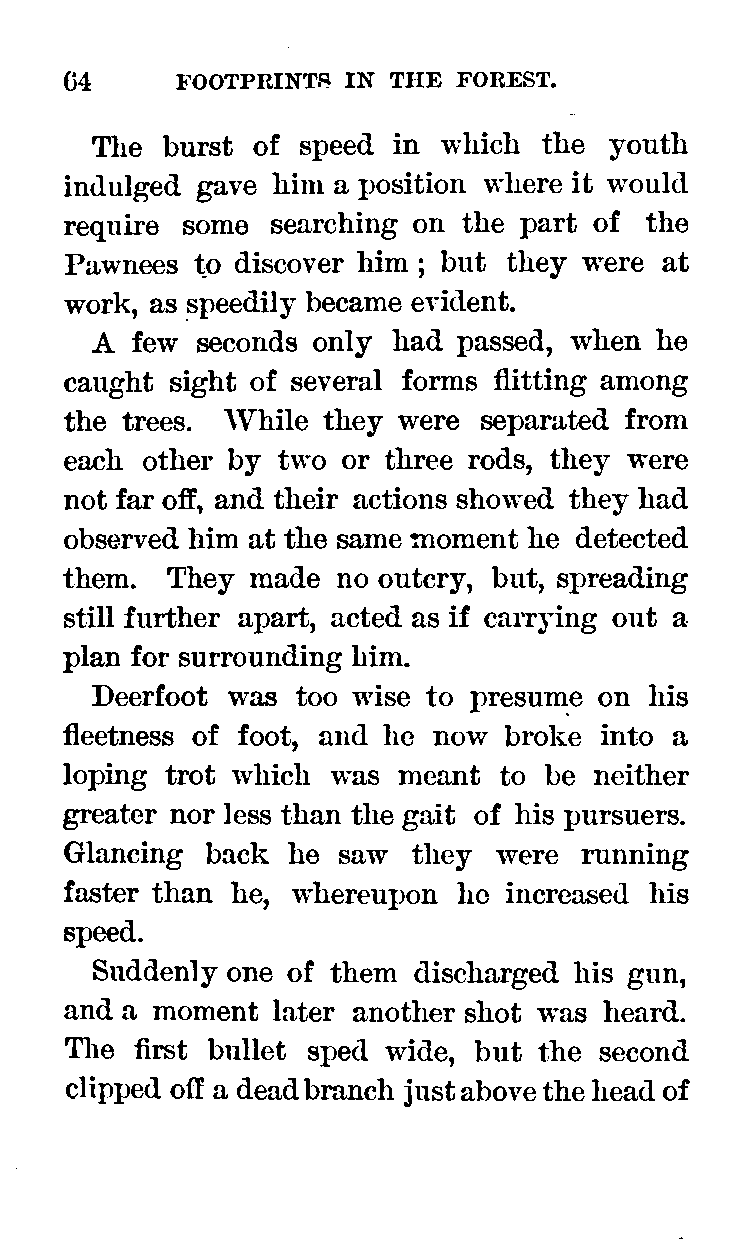 64 FOOTPRINTS IN THE FOREST.
The burst of speed in which the youth
indulged gave him a position where it would
require some searching on the part of the
Pawnees to discover him ; but they were at
work, as speedily became evident.
A few seconds only had passed, when he
caught sight of several forms flitting among
the trees. While they were separated from
each other by two or three rods, they were
not far off, and their actions showed they had
observed him at the same moment he detected
them. They made no outcry, but, spreading
still further apart, acted as if carrying out a
plan for surrounding him.
Deerfoot was too wise to presume on his
fleetness of foot, and he now broke into a
loping trot which was meant to be neither
greater nor less than the gait of his pursuers.
Glancing back he saw they were running
faster than he, whereupon he increased his
speed.
Suddenly one of them discharged his gun,
and a moment later another shot was heard.
The first bullet sped wide, but the second
clipped off a dead branch just above the head of